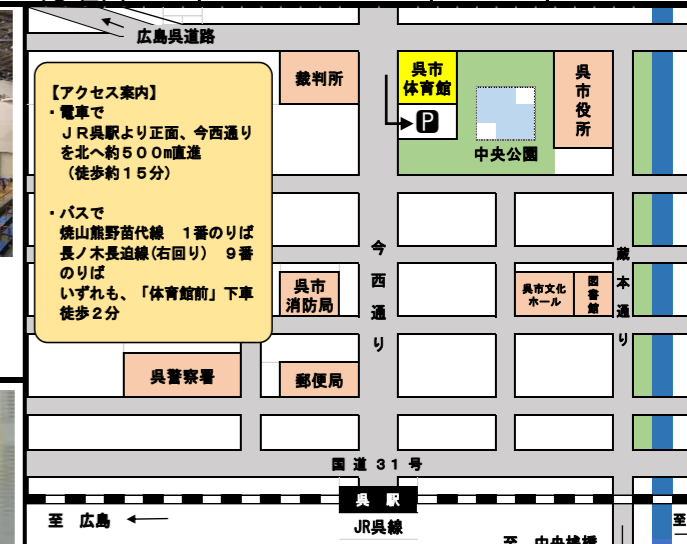 広島呉道路
【アクセス案内】
・電車で
ＪＲ呉駅より正面、今西通り
を北へ約５００ｍ直進
（徒歩約１５分）
・バスで
焼山熊野苗代線　１番のりば
長ノ木長迫線(右回り)　９番
のりば
いずれも、「体育館前」下車
徒歩２分
裁判所
呉市
体育館
P
中央公園
呉市役所
今西通り
蔵本通り
呉市
消防局
呉市文化
ホール
図書館
呉警察署
郵便局
国道31号
呉駅
至　広島
JR呉線
至